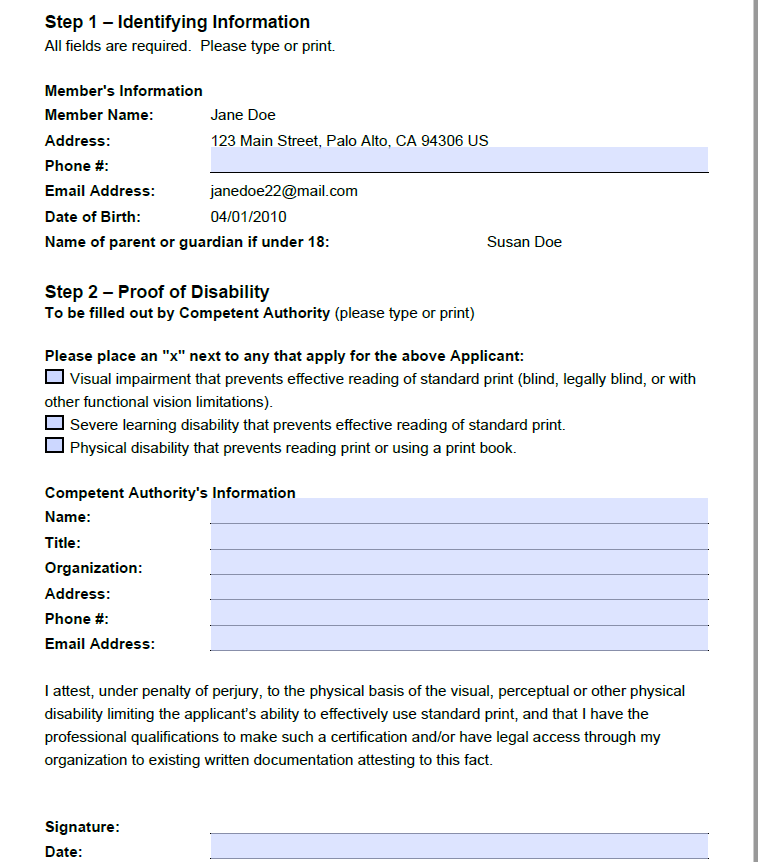 Step 1 – Identifying Information
All fields are required.  Please type or print.
Member's Information
Member Name: Jane Doe
Address: 123 Main Street, Palo Alto, CA 94306 US
Phone #:
Email Address: janedoe22@mail.com
Date of Birth: 04/01/2010
Name of parent or guardian if under 18: Susan Doe
Step 2 – Proof of Disability
To be filled out by Competent Authority (please type or print)
Please place an "x" next to any that apply for the above Applicant:
Visual impairment that prevents effective reading of standard print (blind, legally blind, or with
other functional vision limitations).
Severe learning disability that prevents effective reading of standard print.
Physical disability that prevents reading print or using a print book.
Competent Authority's Information
Name:
Title:
Organization:
Address:
Phone #:
Email Address:
I attest, under penalty of perjury, to the physical basis of the visual, perceptual or other physical
disability limiting the applicant’s ability to effectively use standard print, and that I have the
professional qualifications to make such a certification and/or have legal access through my
organization to existing written documentation attesting to this fact.
Signature:
Date: